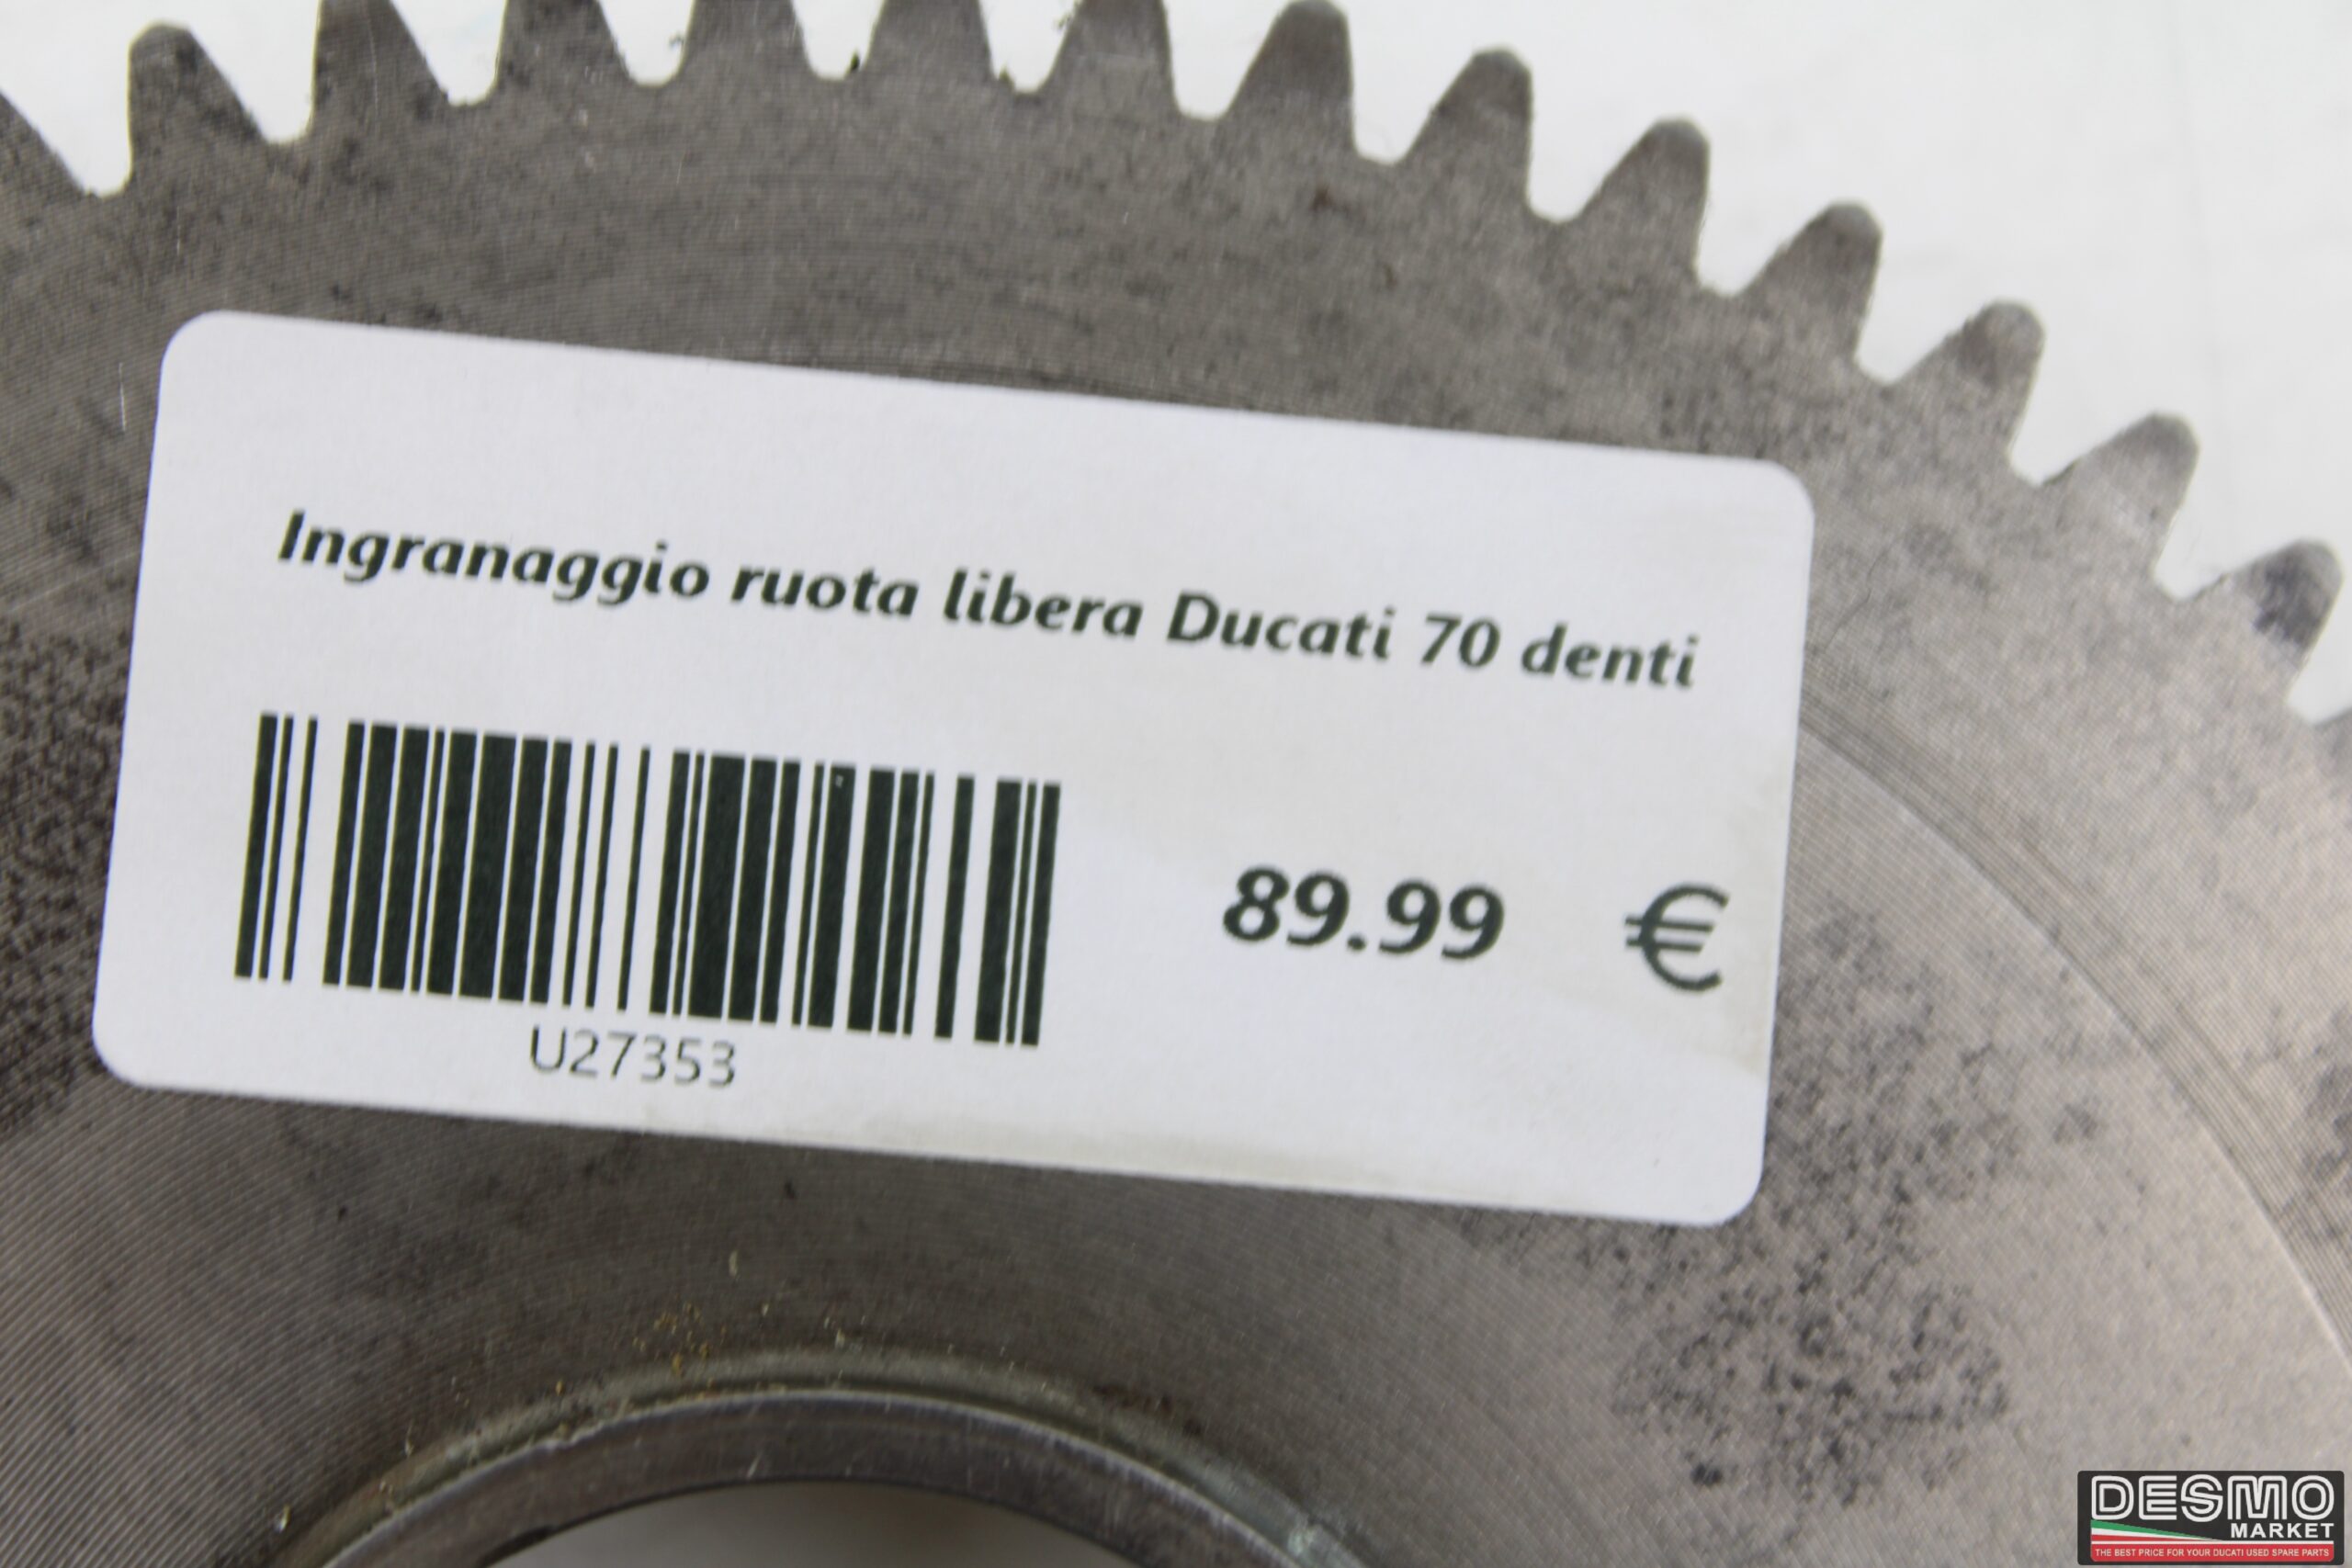 Ingranaggio ruota libera Ducati 70 denti
89.99 €
U27353
DESMO
MARKET
THE BEST PRICE FOR YOUR DUCATI USED SPARE PARTS